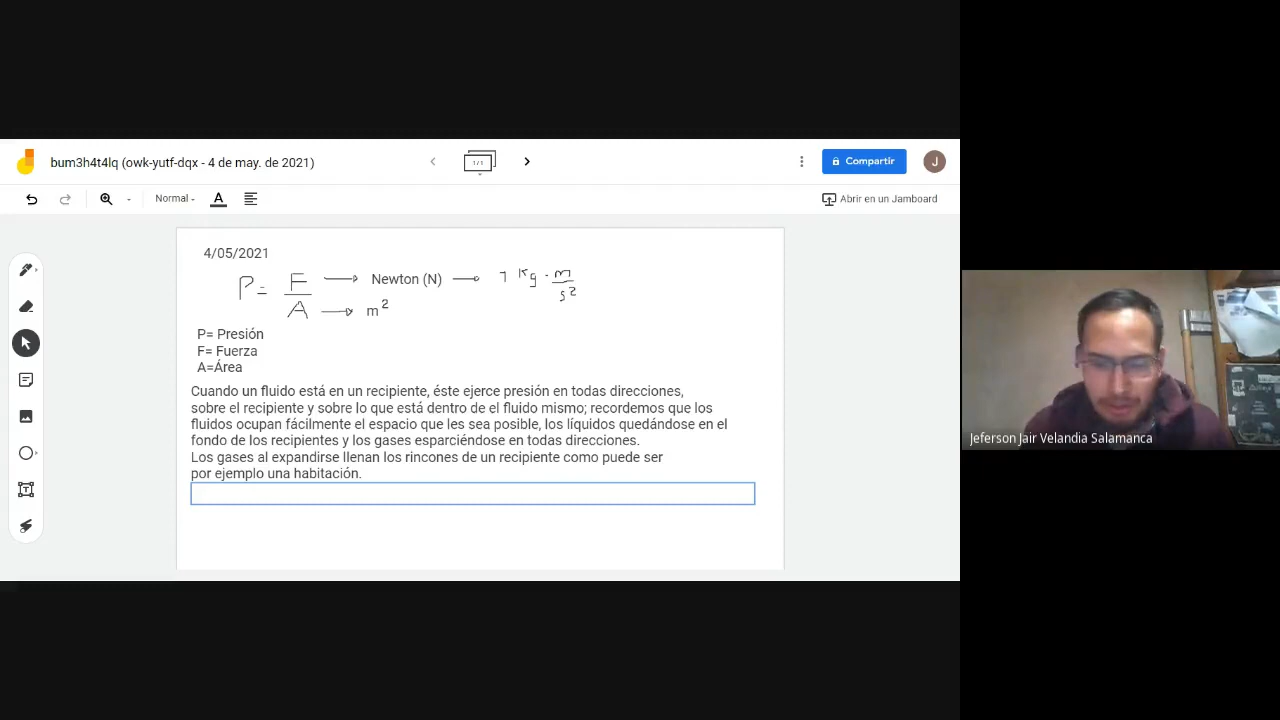 bum3h4t4lq (owk-yutf-dqx - 4 de may. de 2021)
1/1
Compartir
J
Normal
A
Abrir en un Jamboard
4/05/2021
P= F/A
Newton (N)
1 Kg · m/s²
m²
P= Presión
F= Fuerza
A=Área
Cuando un fluido está en un recipiente, éste ejerce presión en todas direcciones,
sobre el recipiente y sobre lo que está dentro de el fluido mismo; recordemos que los
fluidos ocupan fácilmente el espacio que les sea posible, los líquidos quedándose en el
fondo de los recipientes y los gases esparciéndose en todas direcciones.
Los gases al expandirse llenan los rincones de un recipiente como puede ser
por ejemplo una habitación.
Jeferson Jair Velandia Salamanca